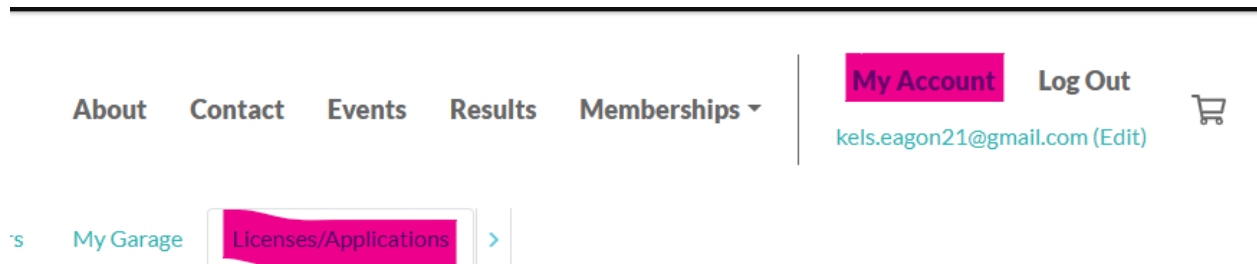 My Account Log Out
About Contact Events Results Memberships
kels.eagon21@gmail.com (Edit)
My Garage Licenses/Applications